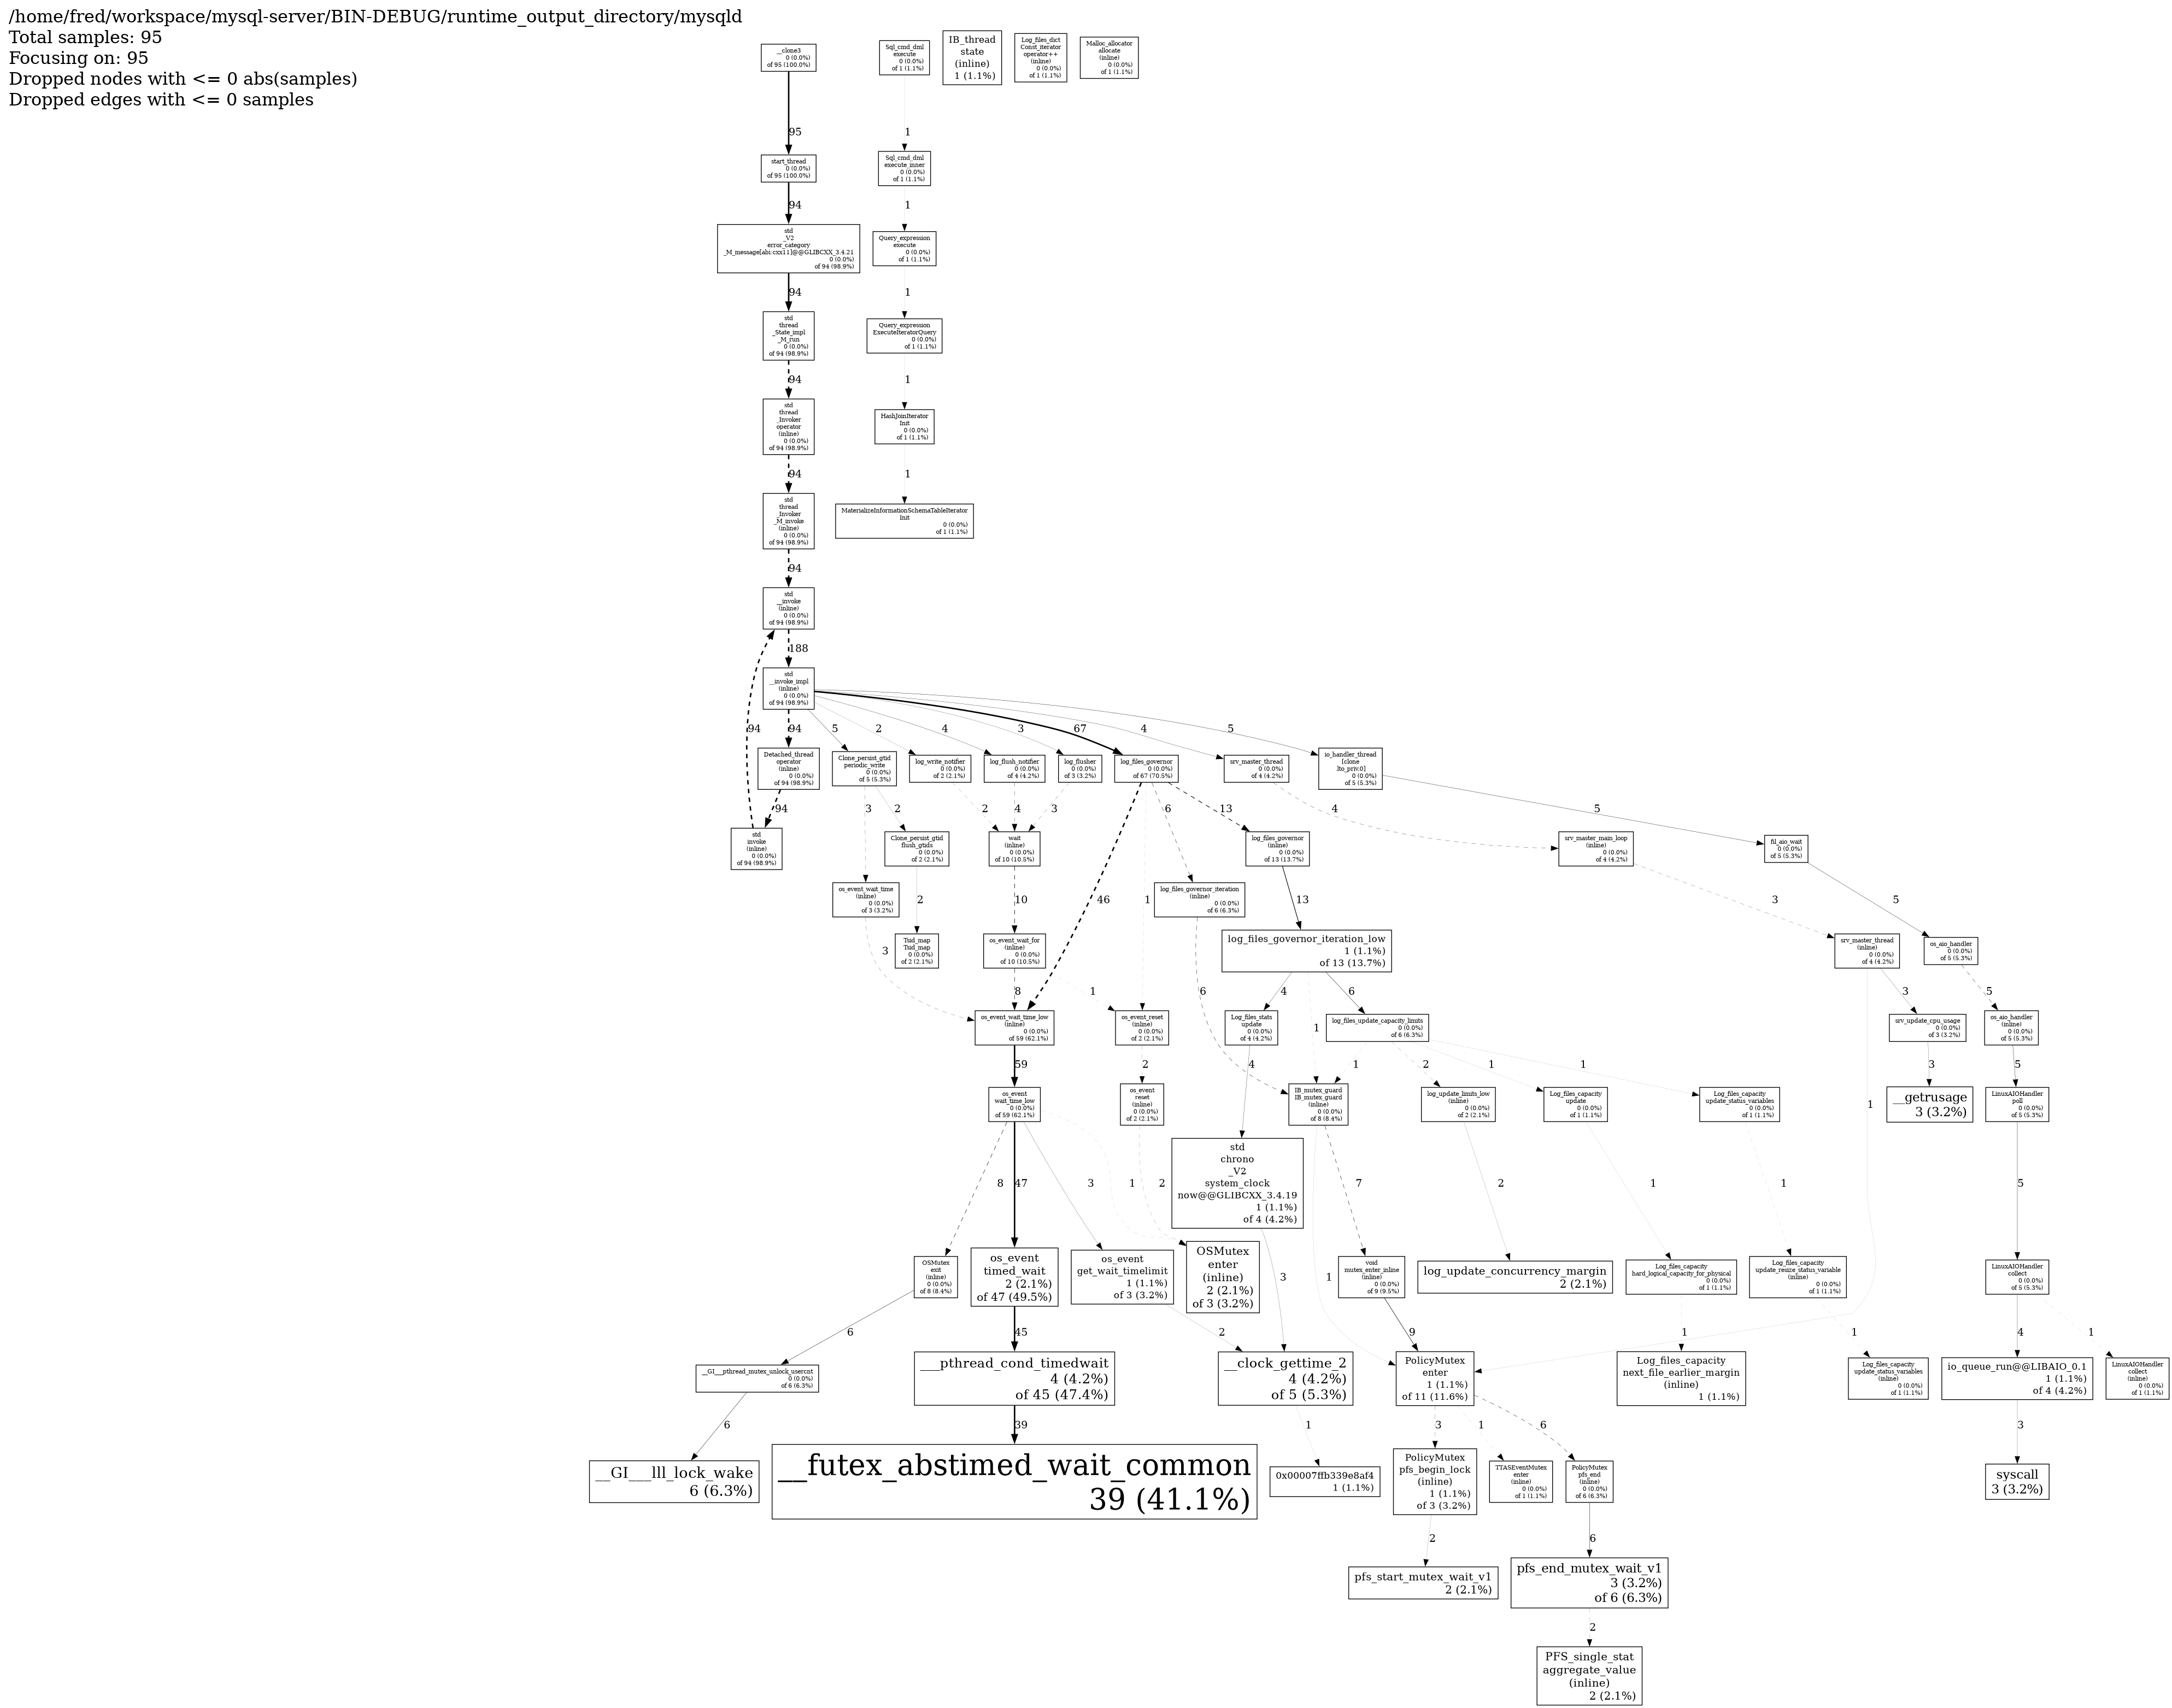 /home/fred/workspace/mysql-server/BIN-DEBUG/runtime_output_directory/mysqld
Total samples: 95
Focusing on: 95
Dropped nodes with <= 0 abs(samples)
Dropped edges with <= 0 samples
__clone3
0 (0.0%)
of 95 (100.0%)
Sql_cmd_dml
execute
0 (0.0%)
of 1 (1.1%)
IB_thread
state
(inline)
1 (1.1%)
Log_files_dict
Const_iterator
operator++
(inline)
0 (0.0%)
of 1 (1.1%)
Malloc_allocator
allocate
(inline)
0 (0.0%)
of 1 (1.1%)
95
1
start_thread
0 (0.0%)
of 95 (100.0%)
Sql_cmd_dml
execute_inner
0 (0.0%)
of 1 (1.1%)
94
1
std
_V2
error_category
_M_message[abi:cxx11]@@GLIBCXX_3.4.21
0 (0.0%)
of 94 (98.9%)
Query_expression
execute
0 (0.0%)
of 1 (1.1%)
94
1
std
thread
_State_impl
_M_run
0 (0.0%)
of 94 (98.9%)
Query_expression
ExecuteIteratorQuery
0 (0.0%)
of 1 (1.1%)
94
1
std
thread
_Invoker
operator
(inline)
0 (0.0%)
of 94 (98.9%)
HashJoinIterator
Init
0 (0.0%)
of 1 (1.1%)
94
1
std
thread
_Invoker
_M_invoke
(inline)
0 (0.0%)
of 94 (98.9%)
MaterializeInformationSchemaTableIterator
Init
0 (0.0%)
of 1 (1.1%)
94
std
__invoke
(inline)
0 (0.0%)
of 94 (98.9%)
188
std
__invoke_impl
(inline)
0 (0.0%)
of 94 (98.9%)
94
94
5
2
4
3
67
4
5
Detached_thread
operator
(inline)
0 (0.0%)
of 94 (98.9%)
Clone_persist_gtid
periodic_write
0 (0.0%)
of 5 (5.3%)
log_write_notifier
0 (0.0%)
of 2 (2.1%)
log_flush_notifier
0 (0.0%)
of 4 (4.2%)
log_flusher
0 (0.0%)
of 3 (3.2%)
log_files_governor
0 (0.0%)
of 67 (70.5%)
srv_master_thread
0 (0.0%)
of 4 (4.2%)
io_handler_thread
[clone
.lto_priv.0]
0 (0.0%)
of 5 (5.3%)
94
3
2
2
4
3
6
13
4
5
std
invoke
(inline)
0 (0.0%)
of 94 (98.9%)
Clone_persist_gtid
flush_gtids
0 (0.0%)
of 2 (2.1%)
wait
(inline)
0 (0.0%)
of 10 (10.5%)
log_files_governor
(inline)
0 (0.0%)
of 13 (13.7%)
srv_master_main_loop
(inline)
0 (0.0%)
of 4 (4.2%)
fil_aio_wait
0 (0.0%)
of 5 (5.3%)
os_event_wait_time
(inline)
0 (0.0%)
of 3 (3.2%)
2
10
46
1
log_files_governor_iteration
(inline)
0 (0.0%)
of 6 (6.3%)
13
3
5
3
Tsid_map
Tsid_map
0 (0.0%)
of 2 (2.1%)
os_event_wait_for
(inline)
0 (0.0%)
of 10 (10.5%)
log_files_governor_iteration_low
1 (1.1%)
of 13 (13.7%)
srv_master_thread
(inline)
0 (0.0%)
of 4 (4.2%)
os_aio_handler
0 (0.0%)
of 5 (5.3%)
8
1
6
4
6
3
5
os_event_wait_time_low
(inline)
0 (0.0%)
of 59 (62.1%)
os_event_reset
(inline)
0 (0.0%)
of 2 (2.1%)
Log_files_stats
update
0 (0.0%)
of 4 (4.2%)
1
log_files_update_capacity_limits
0 (0.0%)
of 6 (6.3%)
srv_update_cpu_usage
0 (0.0%)
of 3 (3.2%)
os_aio_handler
(inline)
0 (0.0%)
of 5 (5.3%)
59
2
4
1
2
1
1
3
5
os_event
wait_time_low
0 (0.0%)
of 59 (62.1%)
os_event
reset
(inline)
0 (0.0%)
of 2 (2.1%)
IB_mutex_guard
IB_mutex_guard
(inline)
0 (0.0%)
of 8 (8.4%)
log_update_limits_low
(inline)
0 (0.0%)
of 2 (2.1%)
Log_files_capacity
update
0 (0.0%)
of 1 (1.1%)
Log_files_capacity
update_status_variables
0 (0.0%)
of 1 (1.1%)
1
__getrusage
3 (3.2%)
LinuxAIOHandler
poll
0 (0.0%)
of 5 (5.3%)
8
47
3
1
2
std
chrono
_V2
system_clock
now@@GLIBCXX_3.4.19
1 (1.1%)
of 4 (4.2%)
7
2
1
1
5
OSMutex
exit
(inline)
0 (0.0%)
of 8 (8.4%)
os_event
timed_wait
2 (2.1%)
of 47 (49.5%)
os_event
get_wait_timelimit
1 (1.1%)
of 3 (3.2%)
OSMutex
enter
(inline)
2 (2.1%)
of 3 (3.2%)
3
1
void
mutex_enter_inline
(inline)
0 (0.0%)
of 9 (9.5%)
log_update_concurrency_margin
2 (2.1%)
Log_files_capacity
hard_logical_capacity_for_physical
0 (0.0%)
of 1 (1.1%)
Log_files_capacity
update_resize_status_variable
(inline)
0 (0.0%)
of 1 (1.1%)
LinuxAIOHandler
collect
0 (0.0%)
of 5 (5.3%)
6
45
2
9
1
1
4
1
__GI___pthread_mutex_unlock_usercnt
0 (0.0%)
of 6 (6.3%)
___pthread_cond_timedwait
4 (4.2%)
of 45 (47.4%)
__clock_gettime_2
4 (4.2%)
of 5 (5.3%)
PolicyMutex
enter
1 (1.1%)
of 11 (11.6%)
Log_files_capacity
next_file_earlier_margin
(inline)
1 (1.1%)
Log_files_capacity
update_status_variables
(inline)
0 (0.0%)
of 1 (1.1%)
io_queue_run@@LIBAIO_0.1
1 (1.1%)
of 4 (4.2%)
LinuxAIOHandler
collect
(inline)
0 (0.0%)
of 1 (1.1%)
6
39
1
3
1
6
3
__GI___lll_lock_wake
6 (6.3%)
__futex_abstimed_wait_common
39 (41.1%)
0x00007ffb339e8af4
1 (1.1%)
PolicyMutex
pfs_begin_lock
(inline)
1 (1.1%)
of 3 (3.2%)
TTASEventMutex
enter
(inline)
0 (0.0%)
of 1 (1.1%)
PolicyMutex
pfs_end
(inline)
0 (0.0%)
of 6 (6.3%)
syscall
3 (3.2%)
2
6
pfs_start_mutex_wait_v1
2 (2.1%)
pfs_end_mutex_wait_v1
3 (3.2%)
of 6 (6.3%)
2
PFS_single_stat
aggregate_value
(inline)
2 (2.1%)